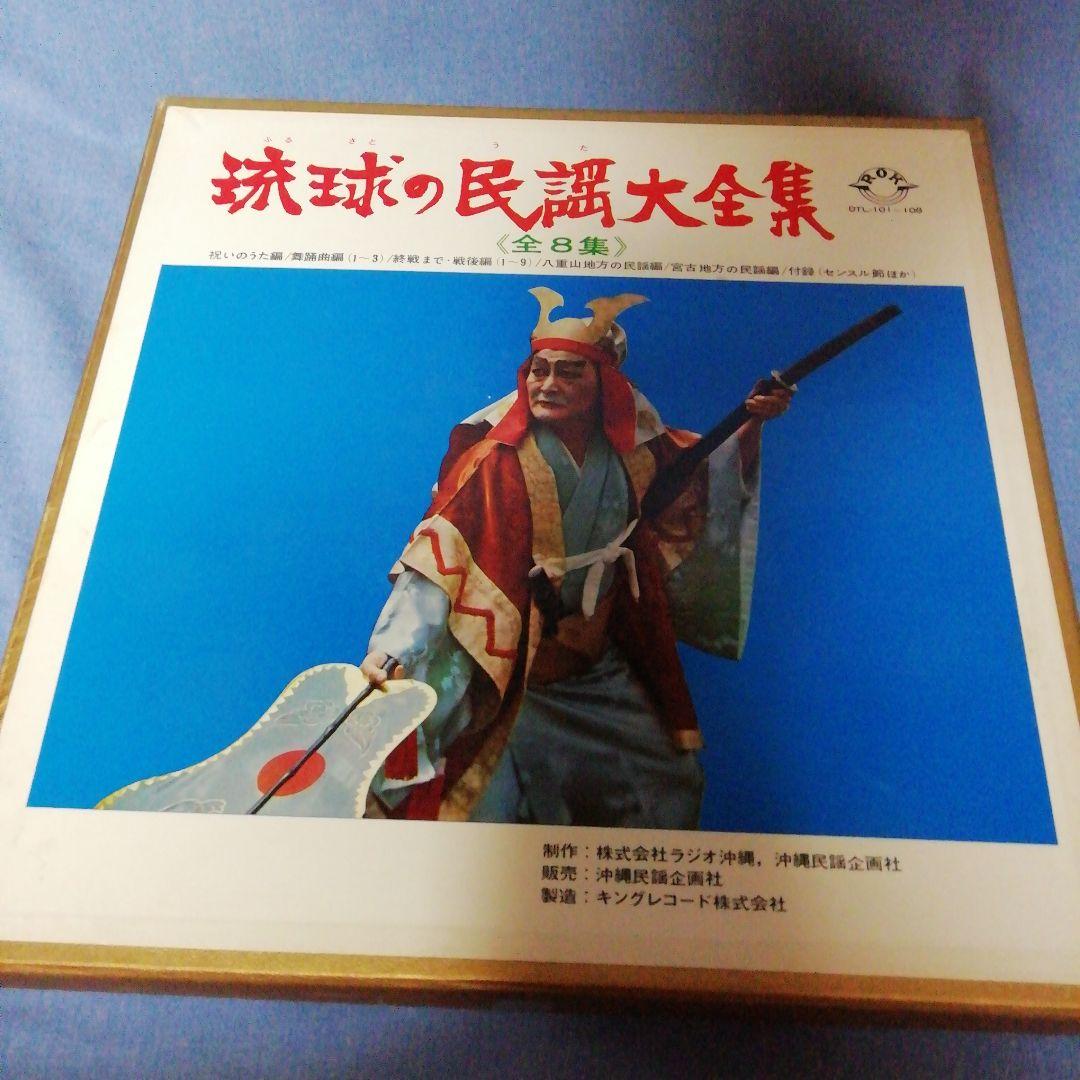 ふる さと うた
琉球の民謡大全集
ROK
DTL-101~108
《全8集》
祝いのうた編/舞踊曲編(1~3)/終戦まで・戦後編(1~9)/八重山地方の民謡編/宮古地方の民謡編/付録(センスル節ほか)
制作:株式会社ラジオ沖縄,沖縄民謡企画社
販売:沖縄民謡企画社
製造:キングレコード株式会社